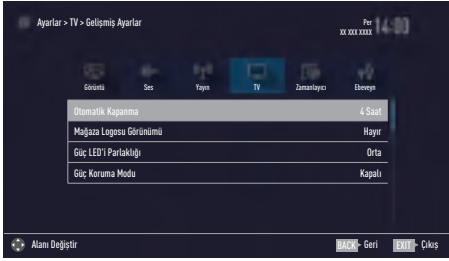 Ayarlar > TV > Gelişmiş Ayarlar
Per
xx xxx xxxx
14:00
Görüntü Ses Yayın TV Zamanlayıcı Ebeveyn
Otomatik Kapanma 4 Saat
Mağaza Logosu Görünümü Hayır
Güç LED'i Parlaklığı Orta
Güç Koruma Modu Kapalı
Alanı Değiştir BACK Geri EXIT Çıkış